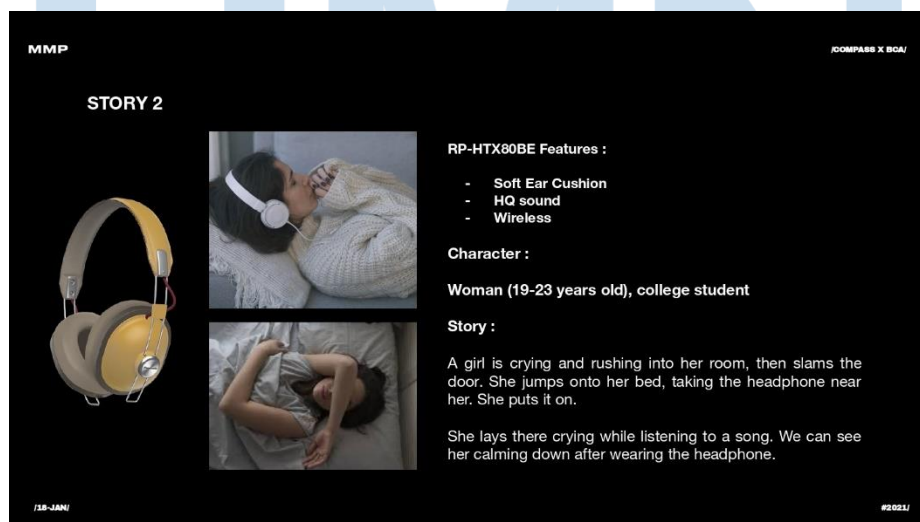 MMP
/COMPASS X BCA/
STORY 2
RP-HTX80BE Features :
- Soft Ear Cushion
- HQ sound
- Wireless
Character :
Woman (19-23 years old), college student
Story :
A girl is crying and rushing into her room, then slams the
door. She jumps onto her bed, taking the headphone near
her. She puts it on.
She lays there crying while listening to a song. We can see
her calming down after wearing the headphone.
/18-JAN/
#2021/